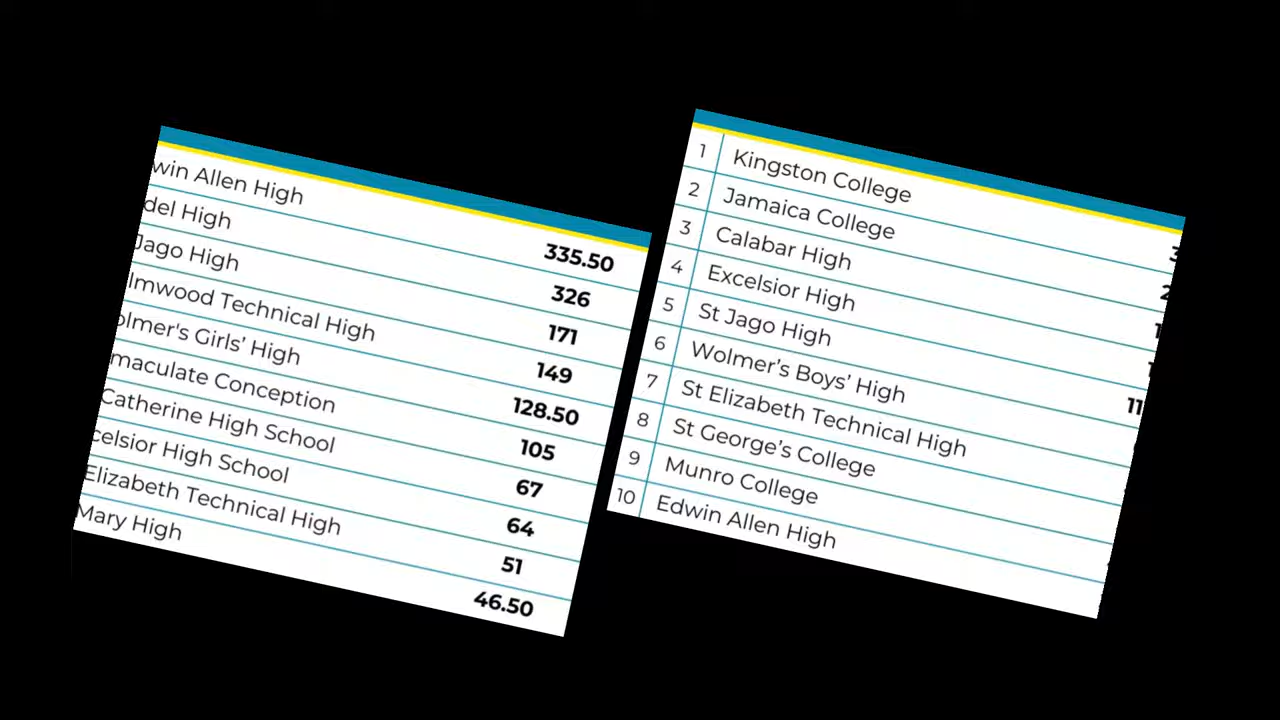 win Allen High 335.50
del High 326
Jago High 171
lmwood Technical High 149
olmer's Girls' High 128.50
maculate Conception 105
Catherine High School 67
celsior High School 64
Elizabeth Technical High 51
Mary High 46.50
1 Kingston College
2 Jamaica College
3 Calabar High
4 Excelsior High
5 St Jago High
6 Wolmer's Boys' High 11
7 St Elizabeth Technical High
8 St George's College
9 Munro College
10 Edwin Allen High